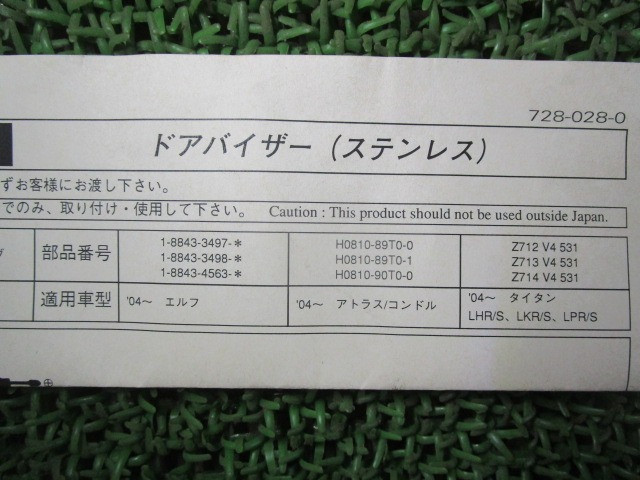 728-028-0
ドアバイザー（ステンレス）
ずお客様にお渡し下さい。
でのみ、取り付け・使用して下さい。 Caution : This product should not be used outside Japan.
部品番号 1-8843-3497-＊ H0810-89T0-0 Z712 V4 531
1-8843-3498-＊ H0810-89T0-1 Z713 V4 531
1-8843-4563-＊ H0810-90T0-0 Z714 V4 531
適用車型 '04～ エルフ '04～ アトラス/コンドル '04～ タイタン
LHR/S、LKR/S、LPR/S